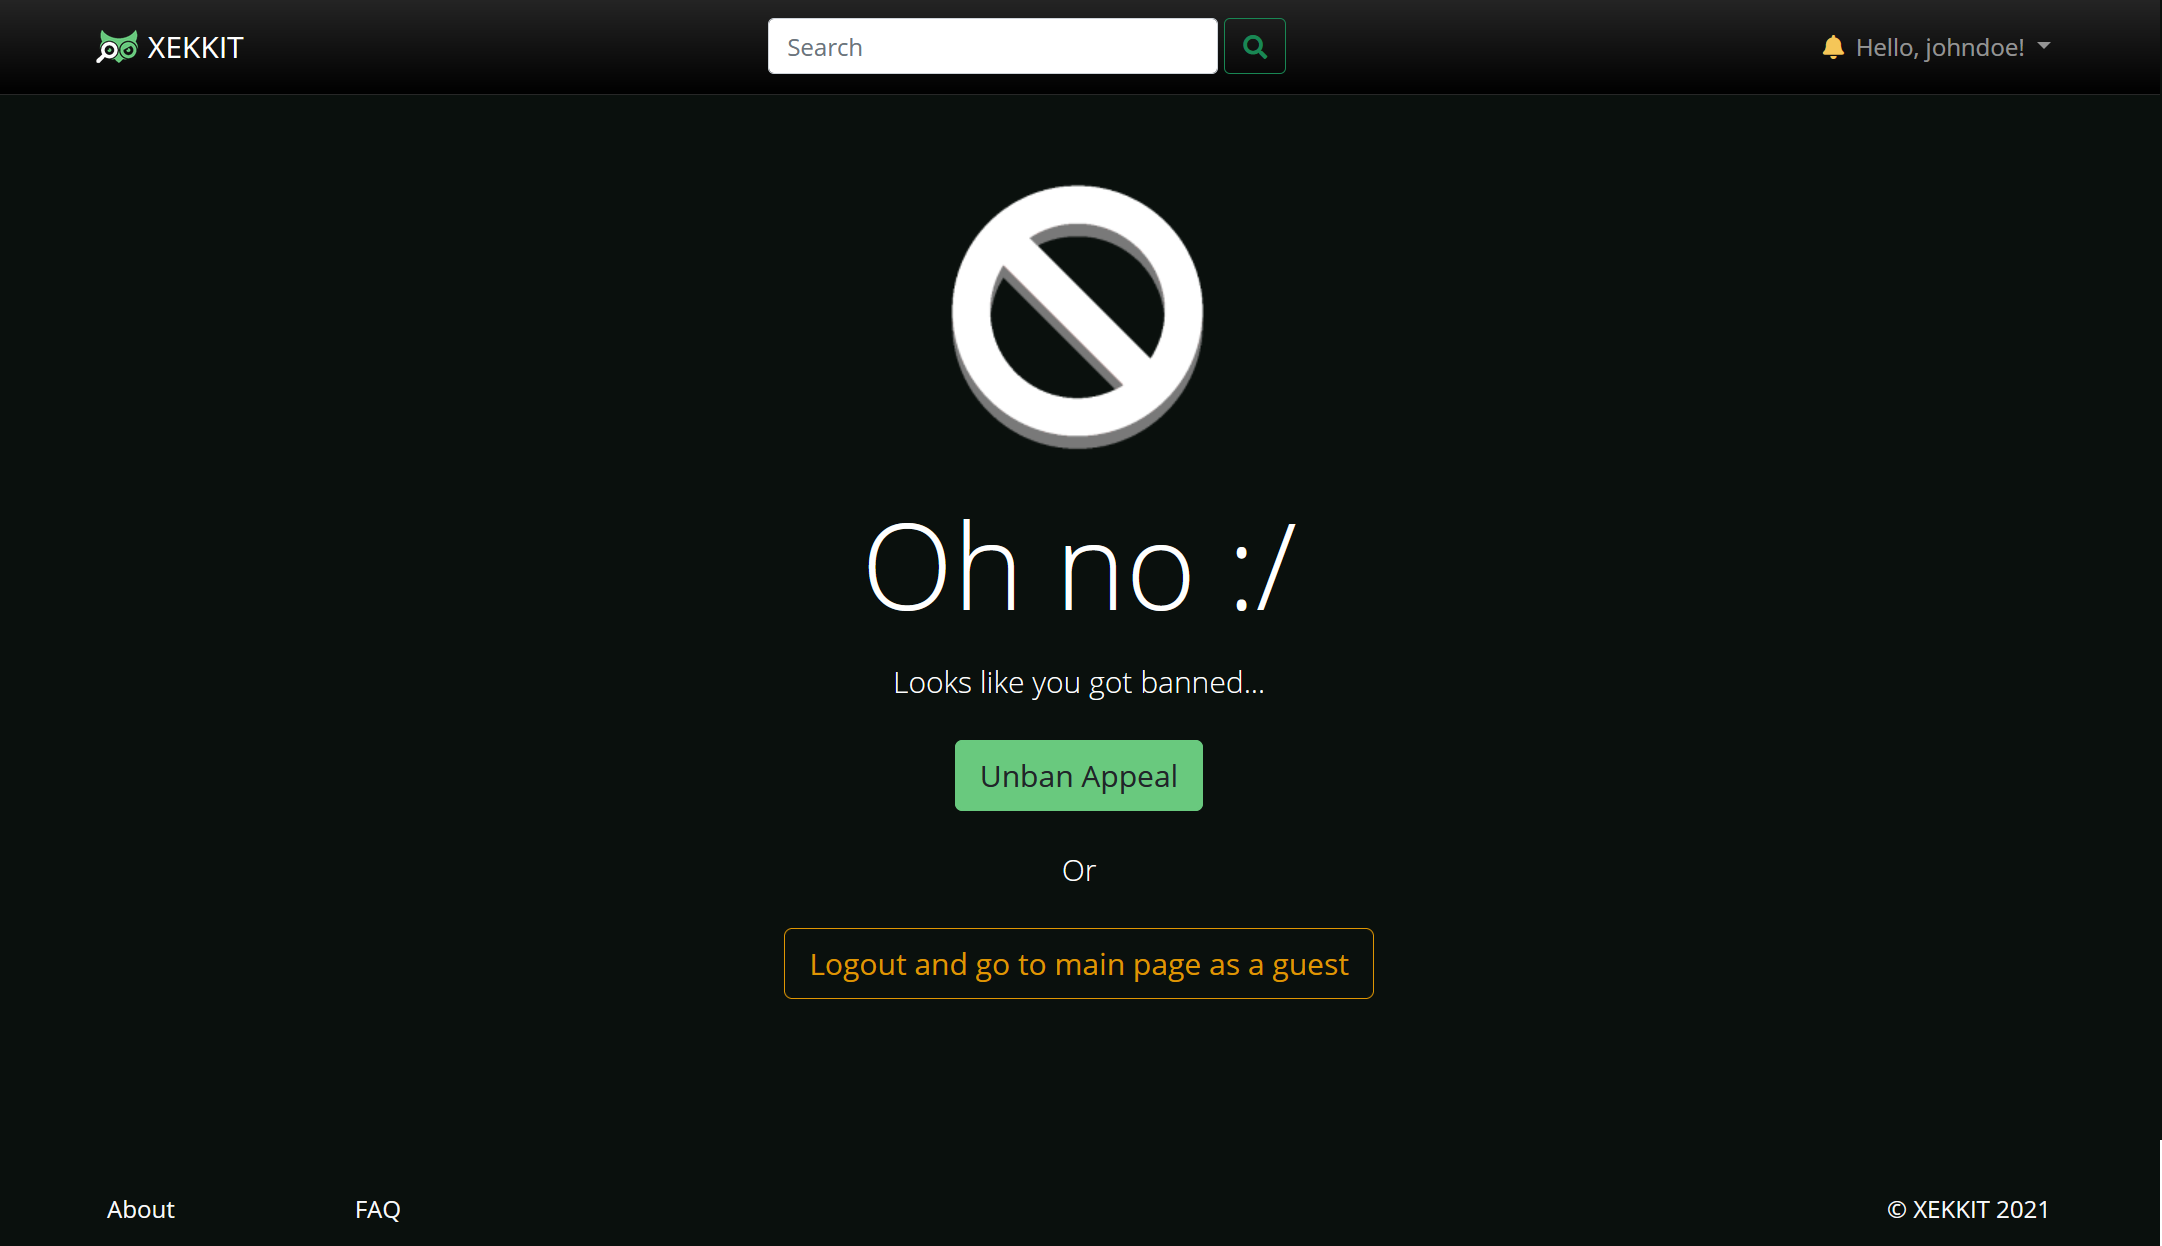 XEKKIT
Search
Hello, johndoe!
Oh no :/
Looks like you got banned...
Unban Appeal
Or
Logout and go to main page as a guest
About
FAQ
© XEKKIT 2021